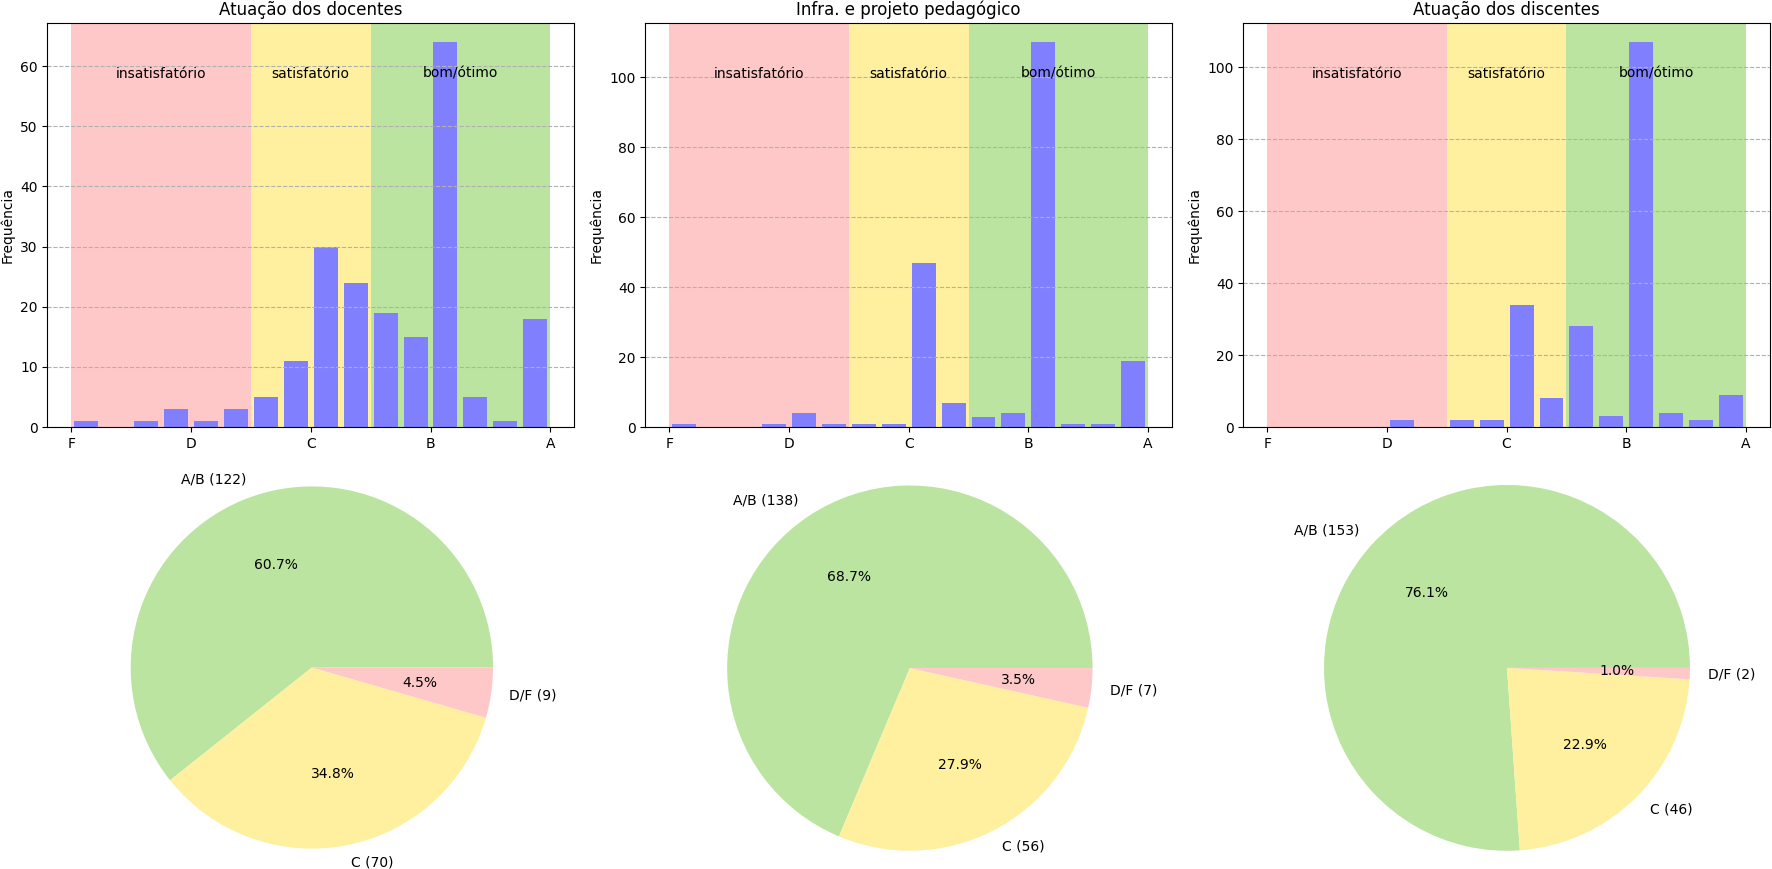 Atuação dos docentes
Frequência
60
50
40
30
20
10
0
insatisfatório
satisfatório
bom/ótimo
F
D
C
B
A
Infra. e projeto pedagógico
Frequência
100
80
60
40
20
0
insatisfatório
satisfatório
bom/ótimo
F
D
C
B
A
Atuação dos discentes
Frequência
100
80
60
40
20
0
insatisfatório
satisfatório
bom/ótimo
F
D
C
B
A
A/B (122)
60.7%
4.5%
D/F (9)
34.8%
C (70)
A/B (138)
68.7%
3.5%
D/F (7)
27.9%
C (56)
A/B (153)
76.1%
1.0%
D/F (2)
22.9%
C (46)